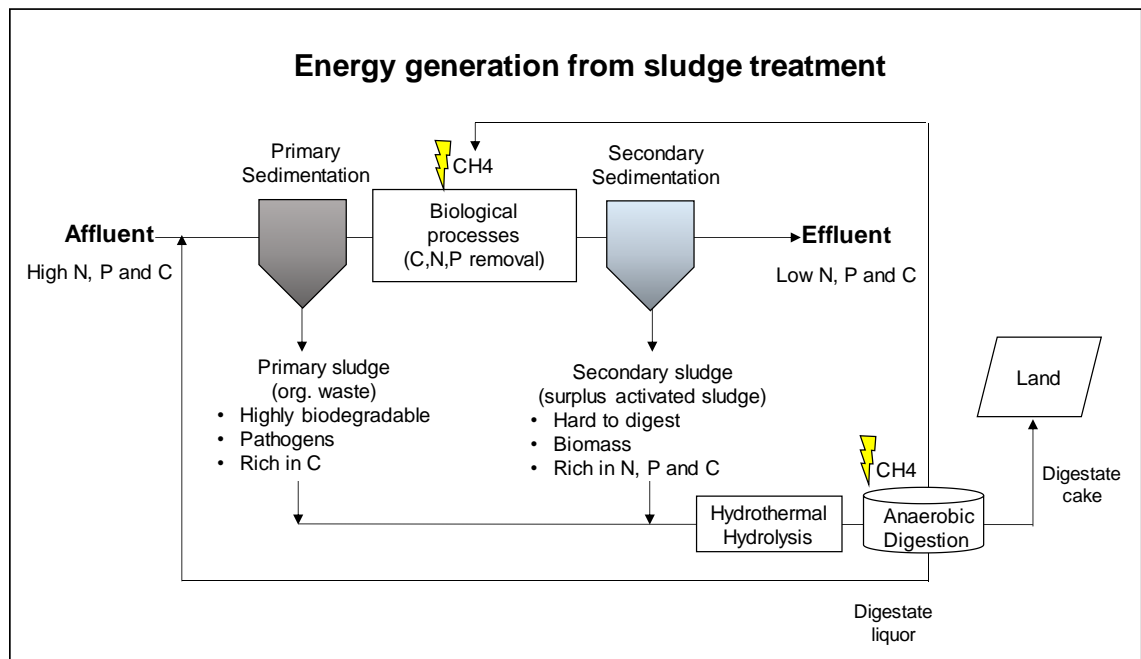 Energy generation from sludge treatment
Primary
Sedimentation
CH4
Secondary
Sedimentation
Affluent
High N, P and C
Biological
processes
(C,N,P removal)
Effluent
Low N, P and C
Primary sludge
(org. waste)
• Highly biodegradable
• Pathogens
• Rich in C
Secondary sludge
(surplus activated sludge)
• Hard to digest
• Biomass
• Rich in N, P and C
Land
CH4
Digestate
cake
Hydrothermal
Hydrolysis
Anaerobic
Digestion
Digestate
liquor